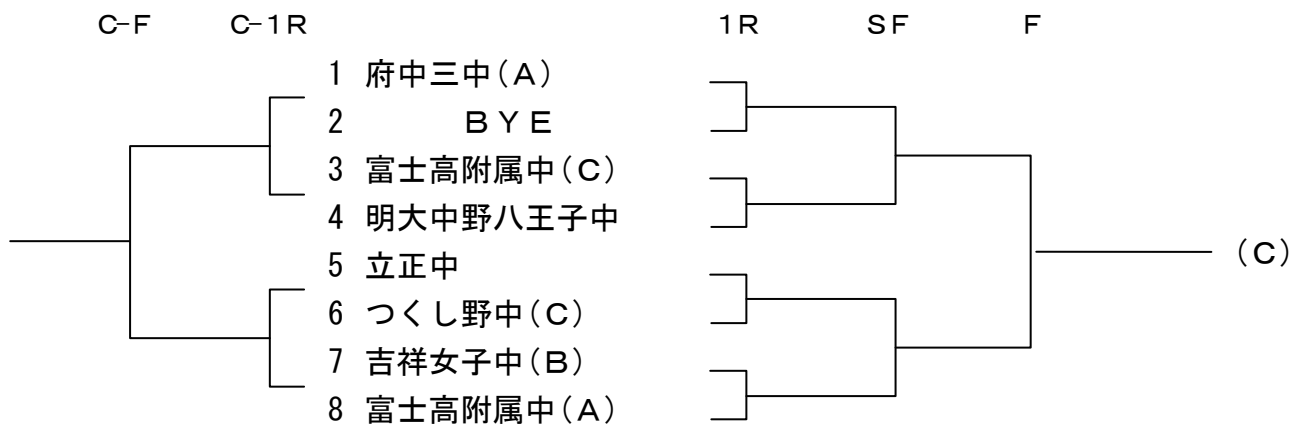 C-F C-1R 1R SF F
1 府中三中(A)
2 BYE
3 富士高附属中(C)
4 明大中野八王子中
5 立正中
(C)
6 つくし野中(C)
7 吉祥女子中(B)
8 富士高附属中(A)